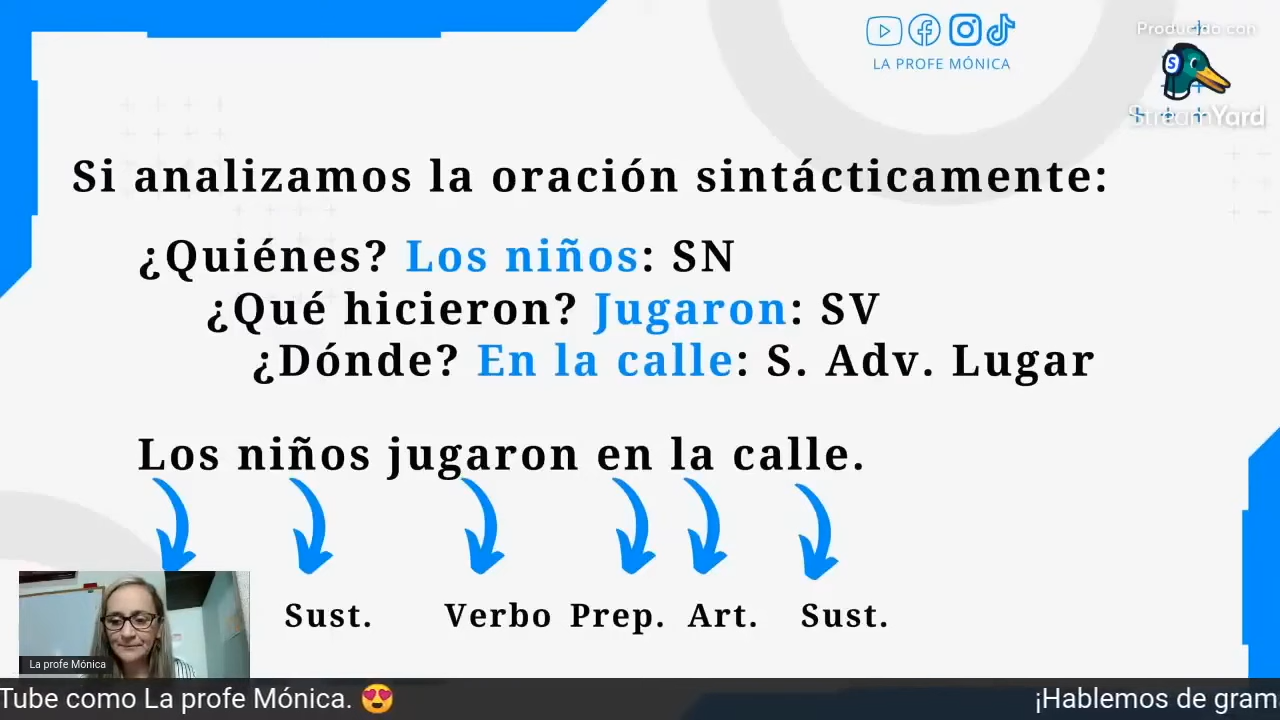 Producido con
LA PROFE MÓNICA
StreamYard
Si analizamos la oración sintácticamente:
¿Quiénes? Los niños: SN
¿Qué hicieron? Jugaron: SV
¿Dónde? En la calle: S. Adv. Lugar
Los niños jugaron en la calle.
Sust. Verbo Prep. Art. Sust.
La profe Mónica
Tube como La profe Mónica. 😍 ¡Hablemos de gram